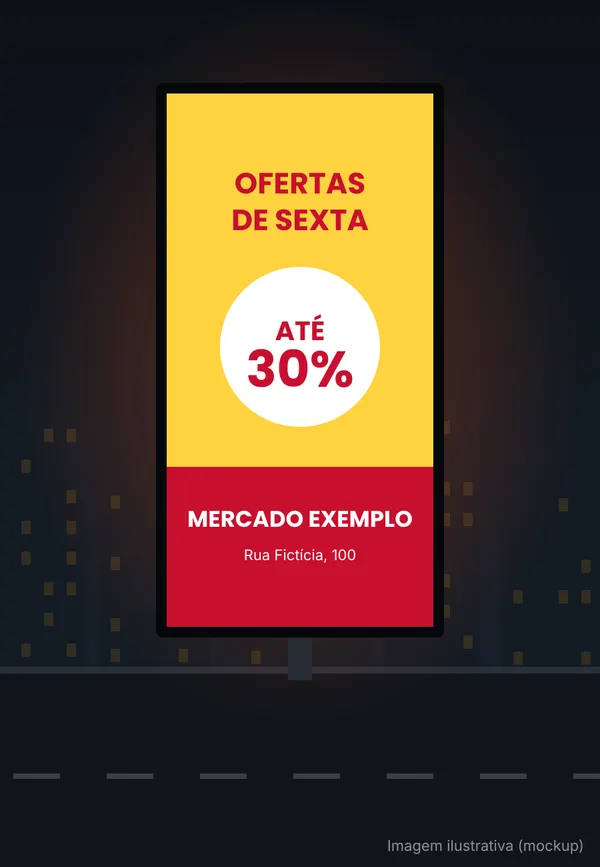 OFERTAS
DE SEXTA
ATÉ
30%
MERCADO EXEMPLO
Rua Fictícia, 100
Imagem ilustrativa (mockup)